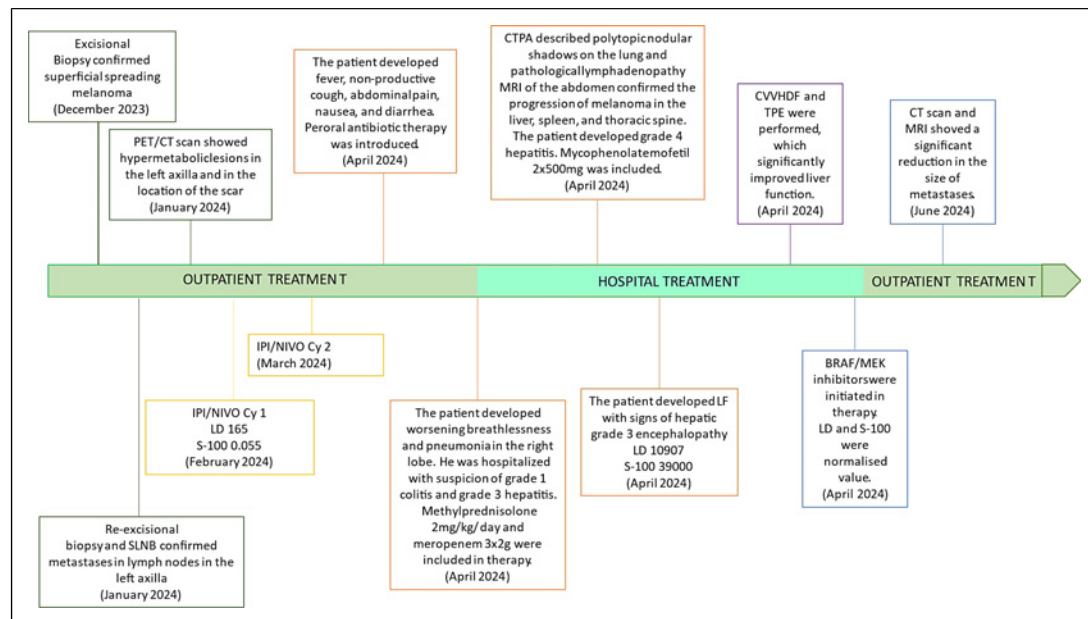 Excisional
Biopsy confirmed
superficial spreading
melanoma
(December 2023)
PET/CT scan showed
hypermetaboliclesions in
the left axilla and in the
location of the scar
(January 2024)
The patient developed
fever, non-productive
cough, abdominalpain,
nausea, and diarrhea.
Peroral antibiotic therapy
was introduced.
(April 2024)
CTPA described polytopic nodular
shadows on the lung and
pathologicallymphadenopathy
MRI of the abdomen confirmed the
progression of melanoma in the
liver, spleen, and thoracic spine.
The patient developed grade 4
hepatitis. Mycophenolatemofetil
2x500mg was included.
(April 2024)
CVVHDF and
TPE were
performed,
which
significantly
improved liver
function.
(April 2024)
CT scan and
MRI shoved a
significant
reduction in the
size of
metastases.
(June 2024)
OUTPATIENT TREATMENT
HOSPITAL TREATMENT
OUTPATIENT TREATMENT
Re-excisional
biopsy and SLNB confirmed
metastases in lymph nodes in the
left axilla
(January 2024)
IPI/NIVO Cy 1
LD 165
S-100 0.055
(February 2024)
IPI/NIVO Cy 2
(March 2024)
The patient developed
worsening breathlessness
and pneumonia in the right
lobe. He was hospitalized
with suspicion of grade 1
colitis and grade 3 hepatitis.
Methylprednisolone
2mg/kg/ day and
meropenem 3x2g were
included in therapy.
(April 2024)
The patient developed LF
with signs of hepatic
grade 3 encephalopathy
LD 10907
S-100 39000
(April 2024)
BRAF/MEK
inhibitorswere
initiated in
therapy.
LD and S-100
were
normalised
value.
(April 2024)